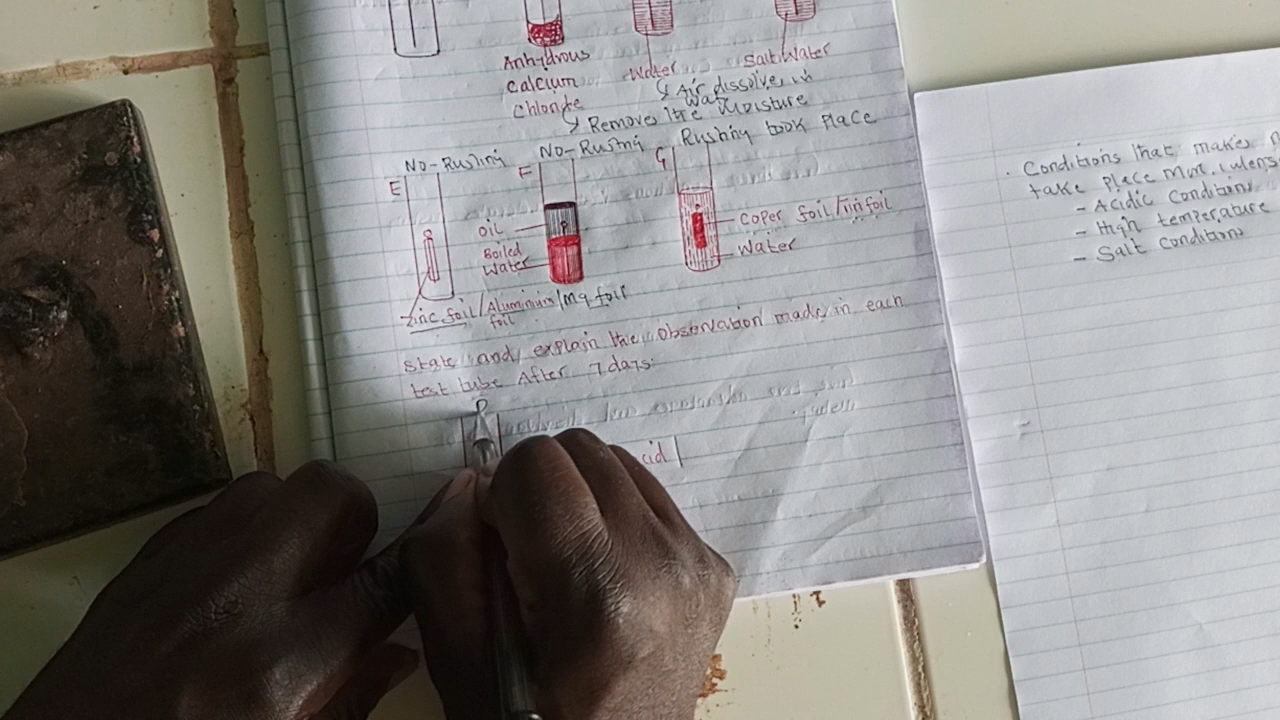 Anhydrous
Calcium
Chloride
Water
Salt Water
Air dissolve in
Water
Removes the Moisture
No-Rusting
No-Rusting
Rushing took Place
E
F
G
Oil
Boiled
Water
Coper foil/tin foil
Water
Zinc foil/Aluminium/Mg foil
foil
State and explain the observation made in each
test tube After 7 days.
cid
Conditions that makes
take place More
- Acidic Conditions
- High temperature
- Salt Conditions